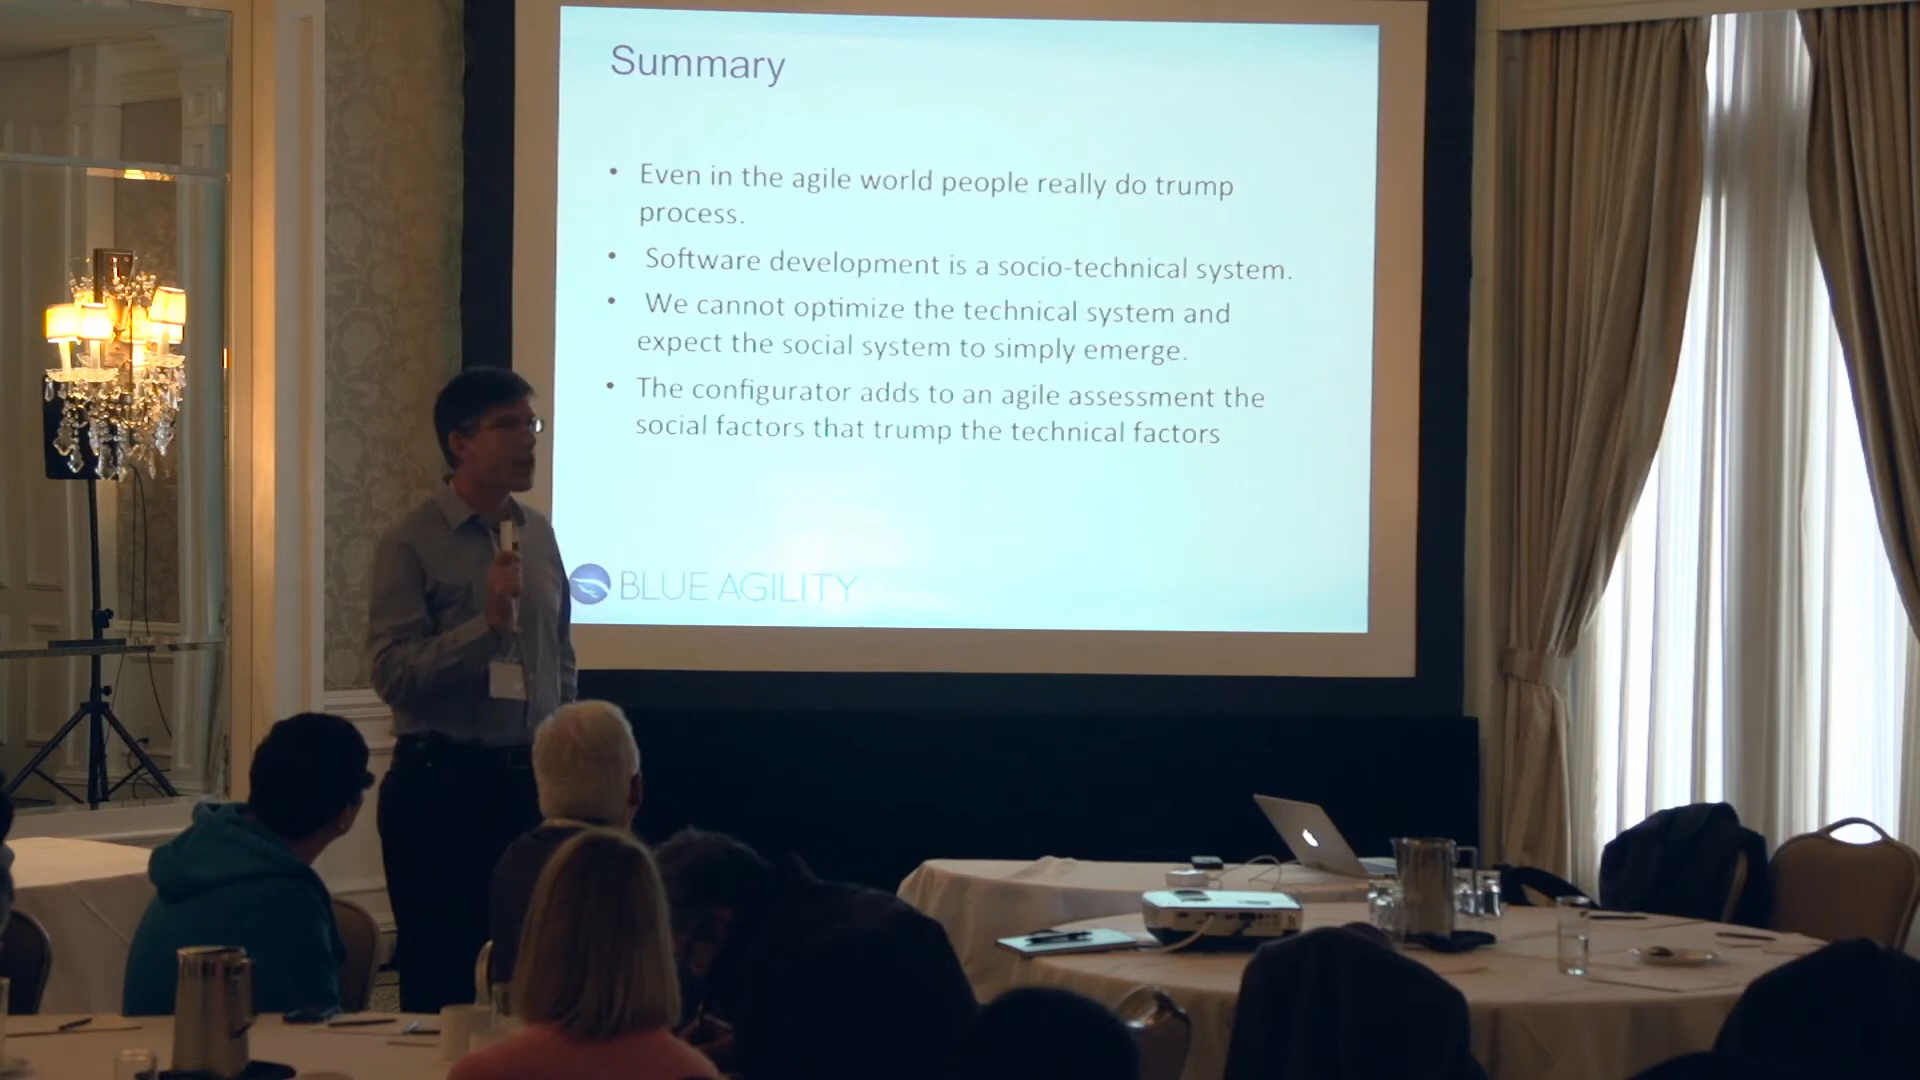 Summary
• Even in the agile world people really do trump
process.
• Software development is a socio-technical system.
• We cannot optimize the technical system and
expect the social system to simply emerge.
• The configurator adds to an agile assessment the
social factors that trump the technical factors
BLUE AGILITY